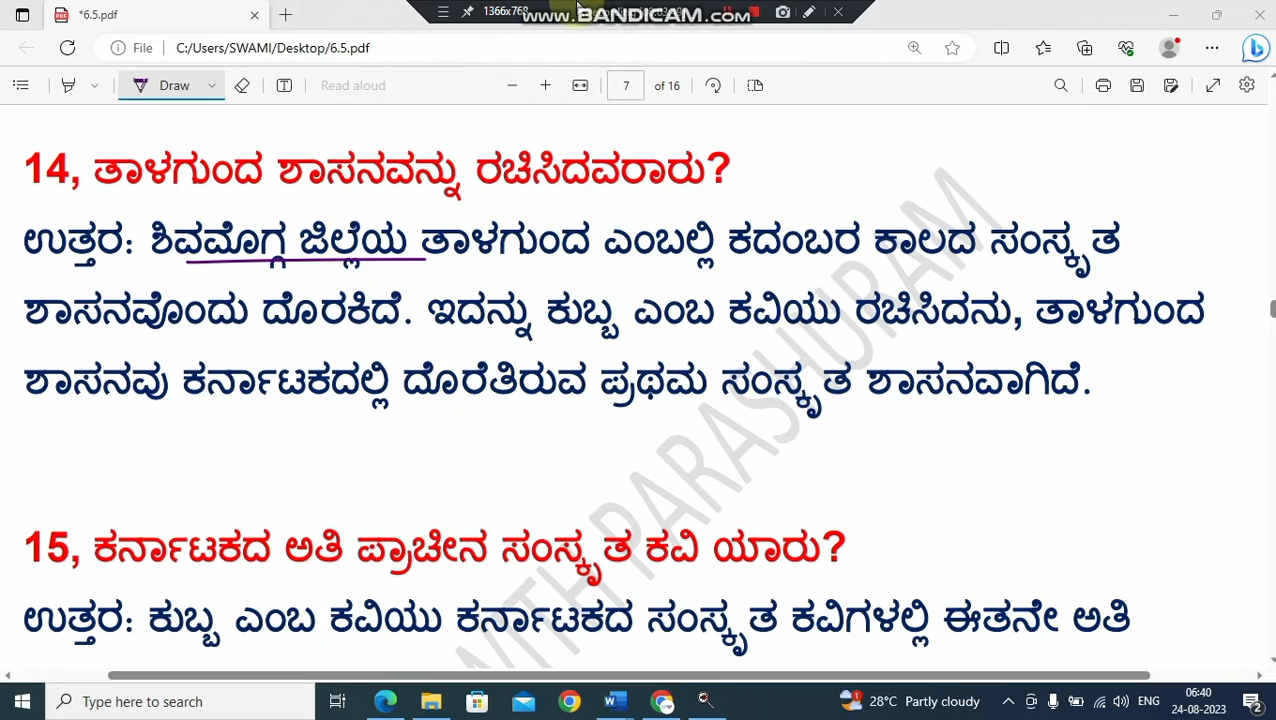 *6.5.pdf
1366x768
www.BANDICAM.com
File C:/Users/SWAMI/Desktop/6.5.pdf
Draw Read aloud 7 of 16
14, ತಾಳಗುಂದ ಶಾಸನವನ್ನು ರಚಿಸಿದವರಾರು?
ಉತ್ತರ: ಶಿವಮೊಗ್ಗ ಜಿಲ್ಲೆಯ ತಾಳಗುಂದ ಎಂಬಲ್ಲಿ ಕದಂಬರ ಕಾಲದ ಸಂಸ್ಕೃತ
ಶಾಸನವೊಂದು ದೊರಕಿದೆ. ಇದನ್ನು ಕುಬ್ಬ ಎಂಬ ಕವಿಯು ರಚಿಸಿದನು, ತಾಳಗುಂದ
ಶಾಸನವು ಕರ್ನಾಟಕದಲ್ಲಿ ದೊರೆತಿರುವ ಪ್ರಥಮ ಸಂಸ್ಕೃತ ಶಾಸನವಾಗಿದೆ.
15, ಕರ್ನಾಟಕದ ಅತಿ ಪ್ರಾಚೀನ ಸಂಸ್ಕೃತ ಕವಿ ಯಾರು?
ಉತ್ತರ: ಕುಬ್ಬ ಎಂಬ ಕವಿಯು ಕರ್ನಾಟಕದ ಸಂಸ್ಕೃತ ಕವಿಗಳಲ್ಲಿ ಈತನೇ ಅತಿ
WITH PARASHURAM
Type here to search
28°C Partly cloudy
ENG
06:40
24-08-2023